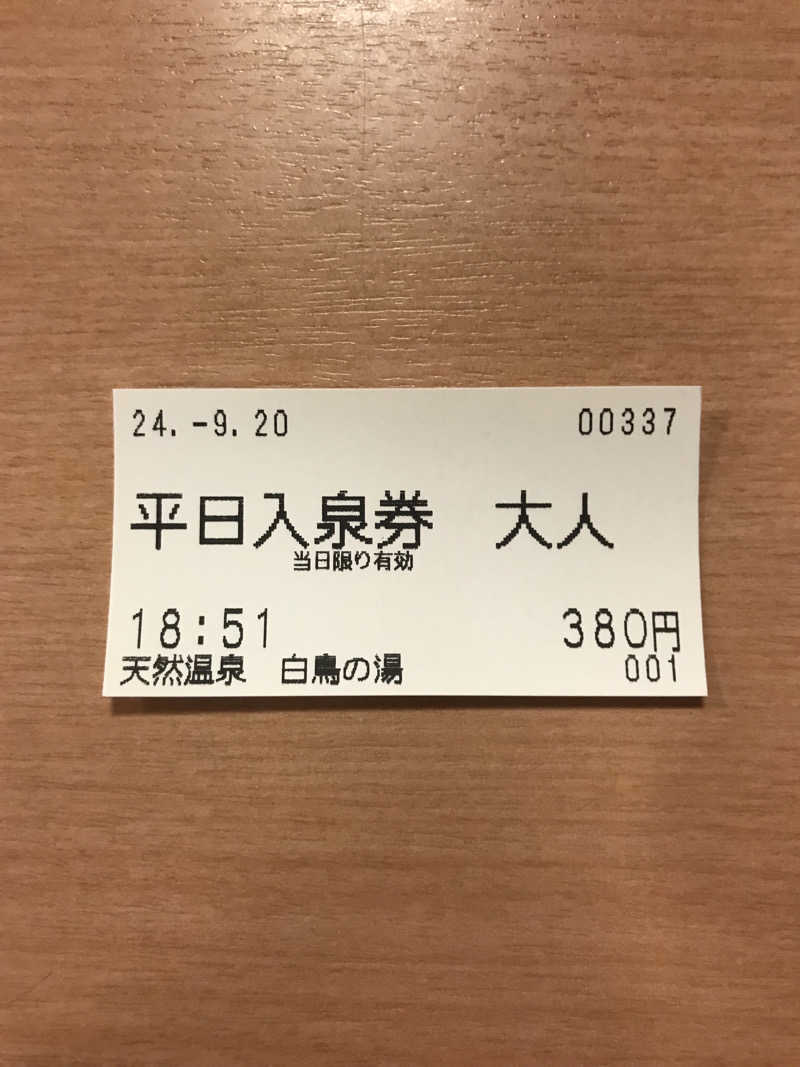 24.-9.20 00337
平日入泉券 大人
当日限り有効
18:51 380円
天然温泉 白鳥の湯 001